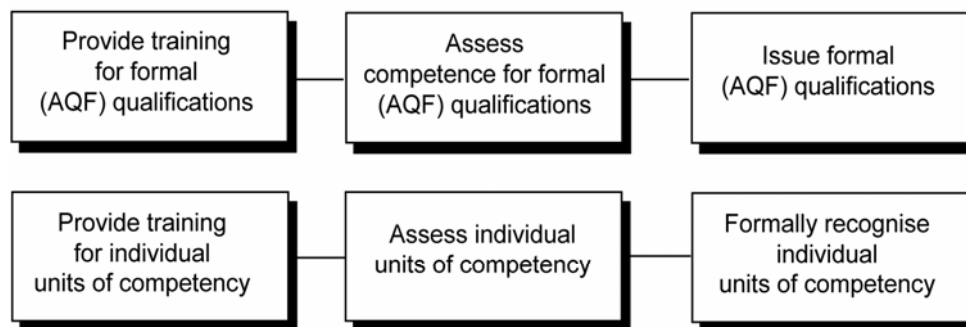 Provide training
for formal
(AQF) qualifications
Assess
competence for formal
(AQF) qualifications
Issue formal
(AQF) qualifications
Provide training
for individual
units of competency
Assess individual
units of competency
Formally recognise
individual
units of competency